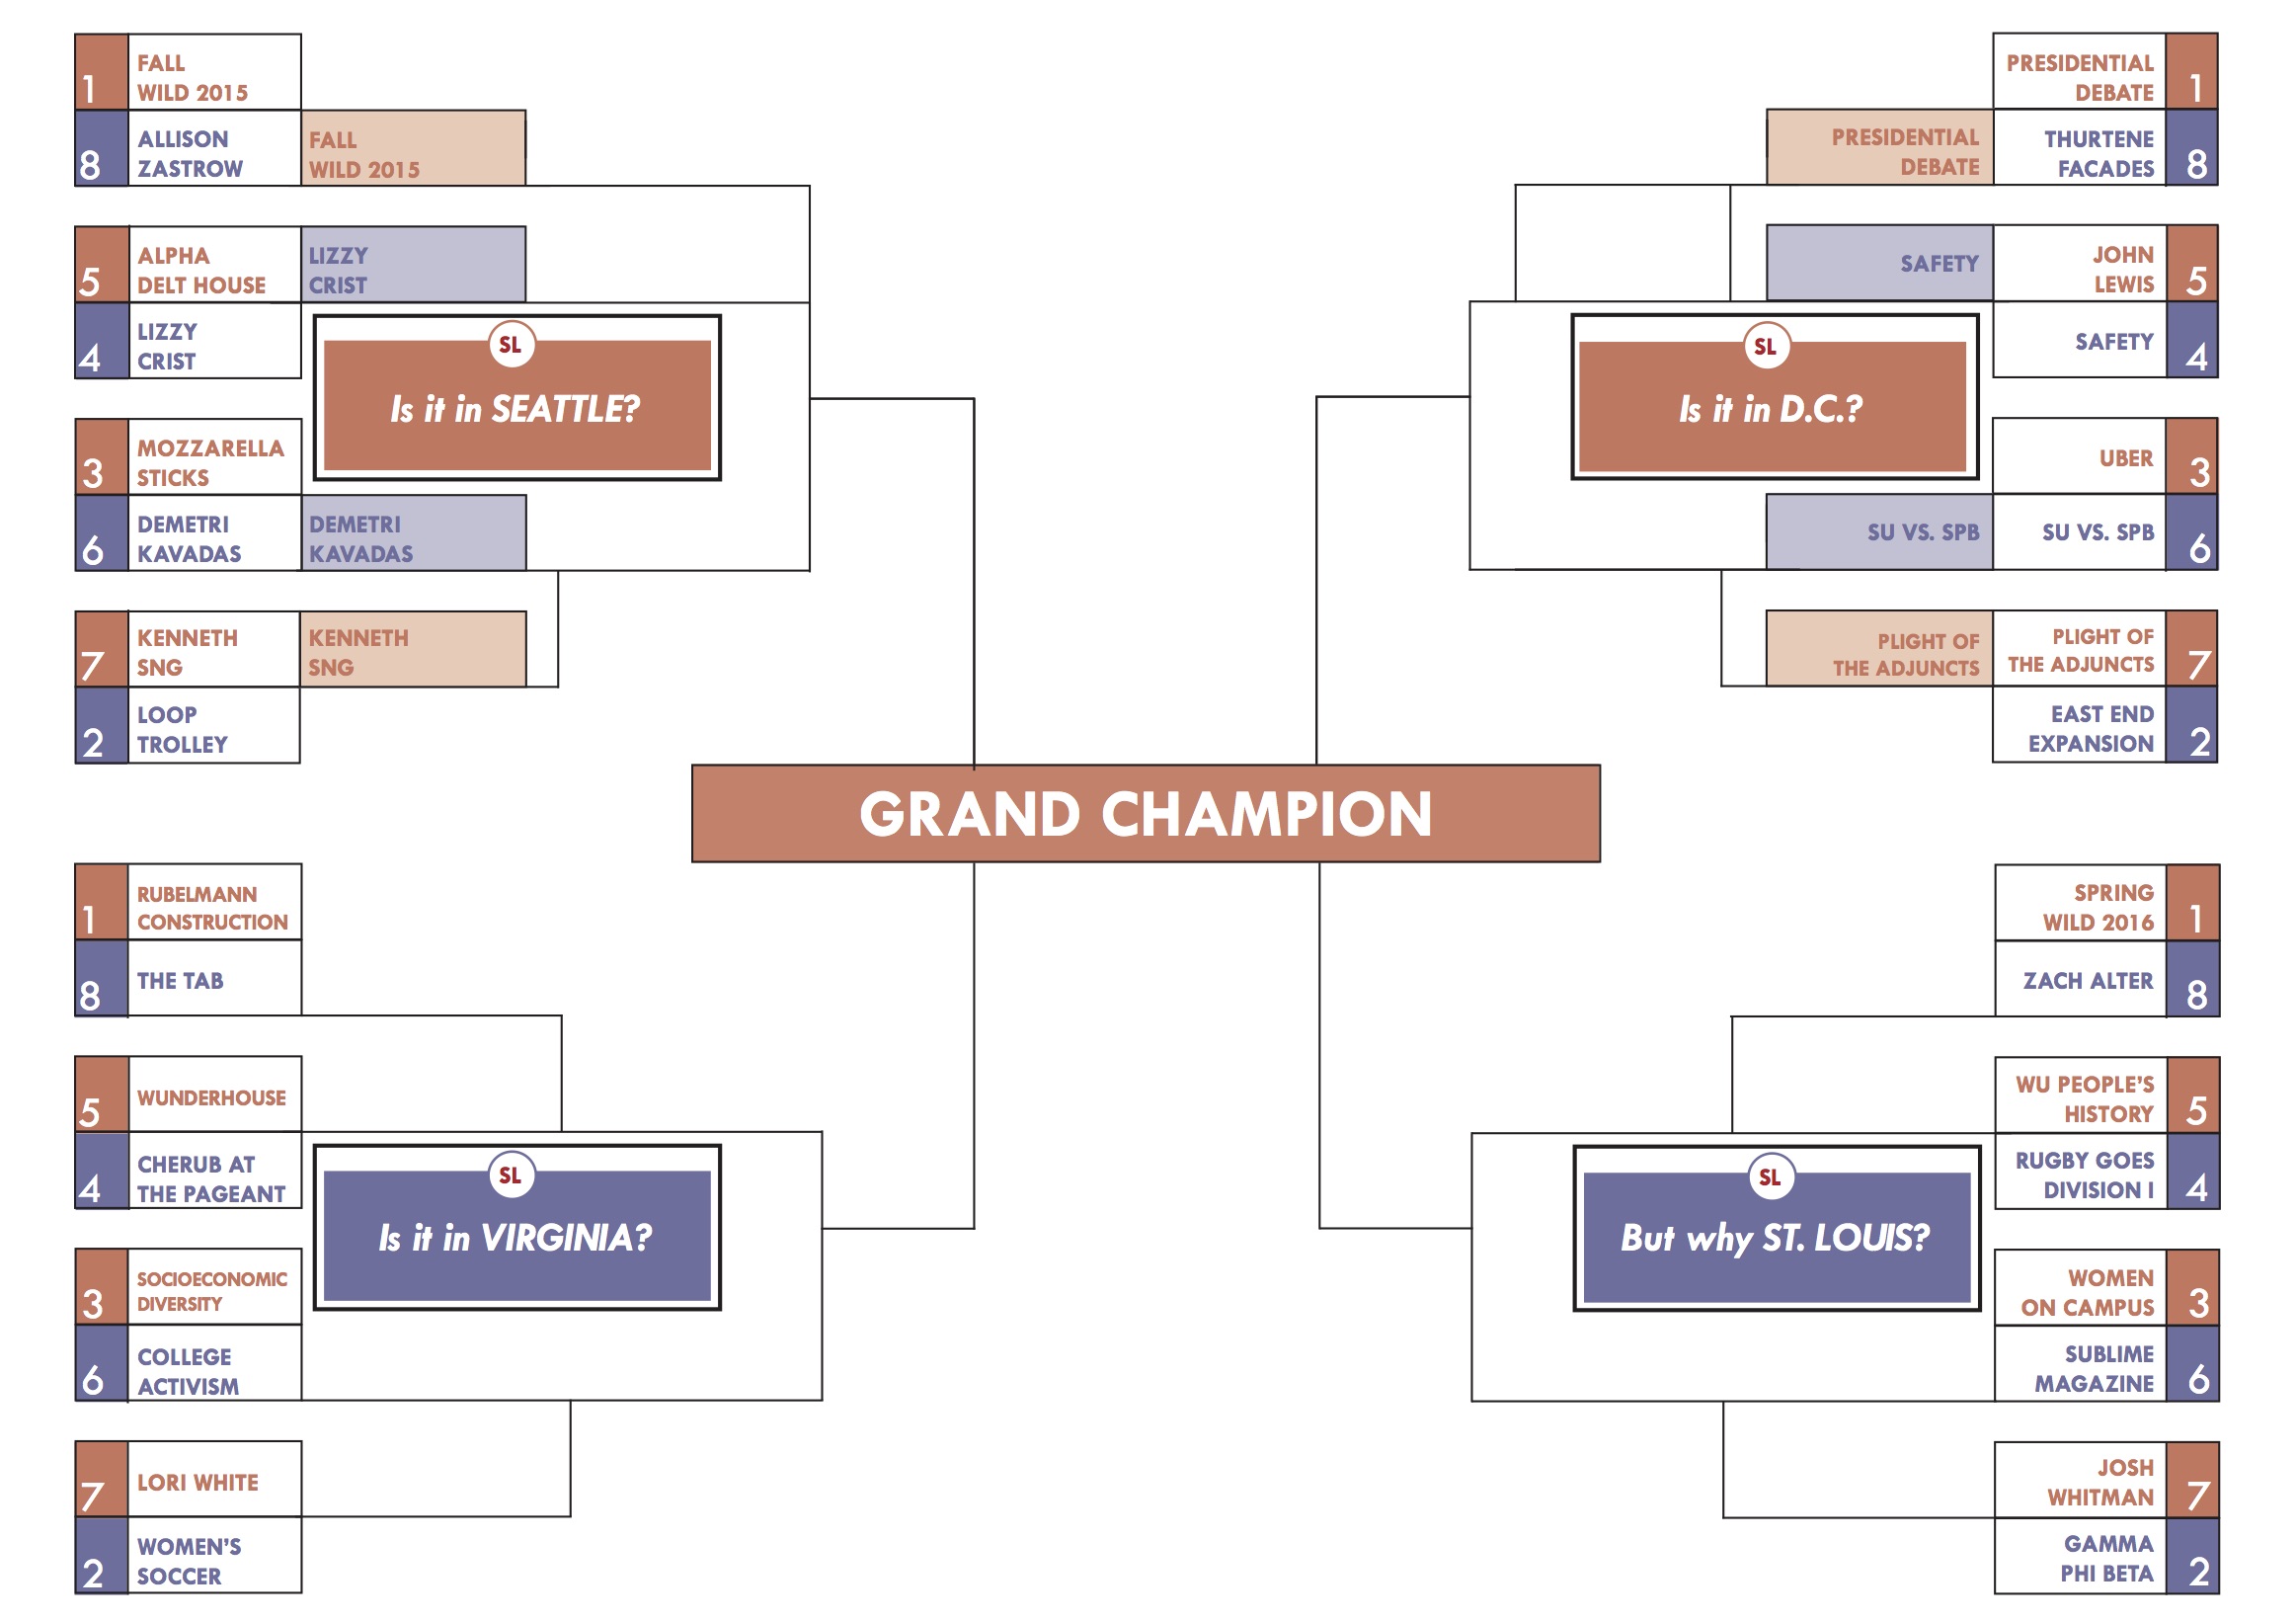 1
FALL
WILD 2015
8
ALLISON
ZASTROW
FALL
WILD 2015
5
ALPHA
DELT HOUSE
LIZZY
CRIST
4
LIZZY
CRIST
SL
Is it in SEATTLE?
3
MOZZARELLA
STICKS
6
DEMETRI
KAVADAS
DEMETRI
KAVADAS
7
KENNETH
SNG
KENNETH
SNG
2
LOOP
TROLLEY
PRESIDENTIAL
DEBATE
1
PRESIDENTIAL
DEBATE
THURTENE
FACADES
8
SAFETY
JOHN
LEWIS
5
SAFETY
4
SL
Is it in D.C.?
UBER
3
SU VS. SPB
SU VS. SPB
6
PLIGHT OF
THE ADJUNCTS
PLIGHT OF
THE ADJUNCTS
7
EAST END
EXPANSION
2
GRAND CHAMPION
1
RUBELMANN
CONSTRUCTION
8
THE TAB
5
WUNDERHOUSE
4
CHERUB AT
THE PAGEANT
SL
Is it in VIRGINIA?
3
SOCIOECONOMIC
DIVERSITY
6
COLLEGE
ACTIVISM
7
LORI WHITE
2
WOMEN'S
SOCCER
SPRING
WILD 2016
1
ZACH ALTER
8
WU PEOPLE'S
HISTORY
5
RUGBY GOES
DIVISION I
4
SL
But why ST. LOUIS?
WOMEN
ON CAMPUS
3
SUBLIME
MAGAZINE
6
JOSH
WHITMAN
7
GAMMA
PHI BETA
2